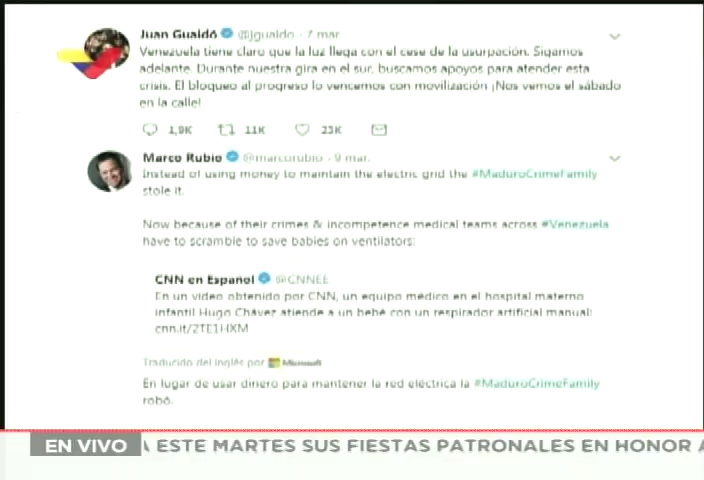 Juan Guaidó @jguaido - 7 mar
Venezuela tiene claro que la luz llega con el cese de la usurpación. Sigamos
adelante. Durante nuestra gira en el sur, buscamos apoyos para atender esta
crisis. El bloqueo al progreso lo vencemos con movilización ¡Nos vemos el sábado
en la calle!
1,9K 11K 23K
Marco Rubio @marcorubio - 9 mar.
Instead of using money to maintain the electric grid the #MaduroCrimeFamily
stole it.
Now because of their crimes & incompetence medical teams across #Venezuela
have to scramble to save babies on ventilators:
CNN en Español @CNNEE
En un video obtenido por CNN, un equipo médico en el hospital materno
infantil Hugo Chávez atiende a un bebé con un respirador artificial manual:
cnn.it/2TE1HXM
Traducido del inglés por Microsoft
En lugar de usar dinero para mantener la red eléctrica la #MaduroCrimeFamily
robó.
EN VIVO A ESTE MARTES SUS FIESTAS PATRONALES EN HONOR A